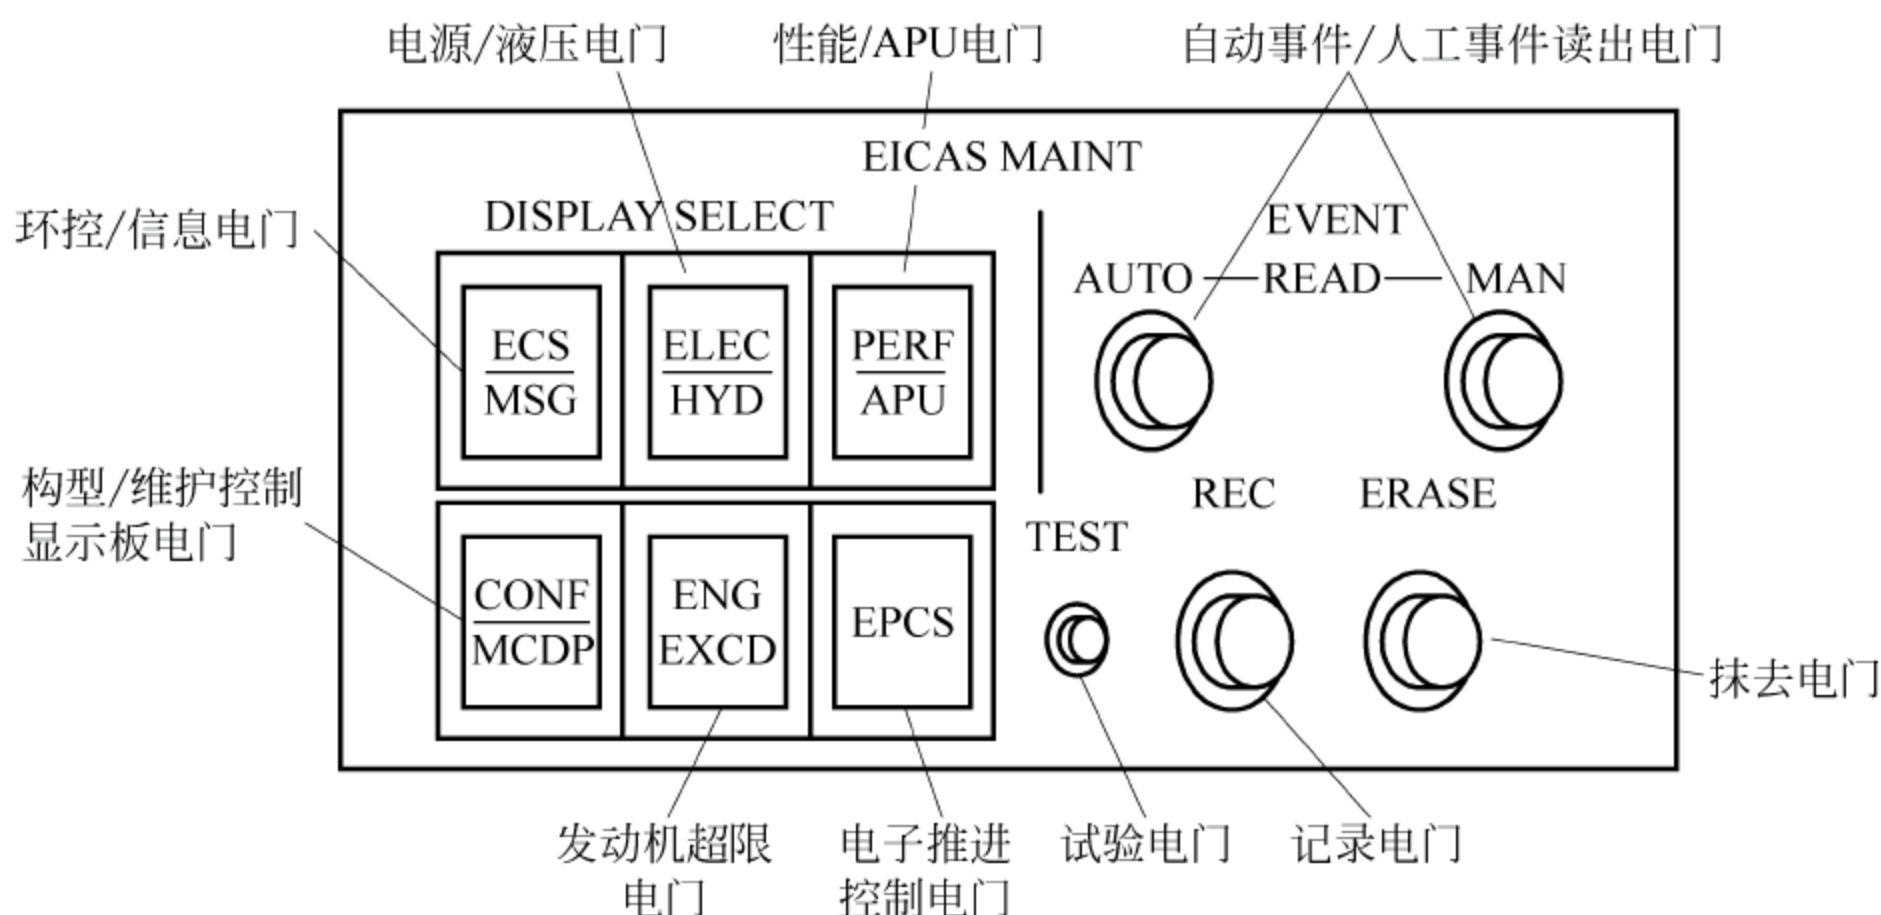 电源/液压电门
性能/APU电门
自动事件/人工事件读出电门
EICAS MAINT
环控/信息电门
DISPLAY SELECT
EVENT
AUTO
READ
MAN
ECS
MSG
ELEC
HYD
PERF
APU
构型/维护控制
显示板电门
REC
ERASE
TEST
CONF
MCDP
ENG
EXCD
EPCS
抹去电门
发动机超限
电门
电子推进
控制电门
试验电门
记录电门